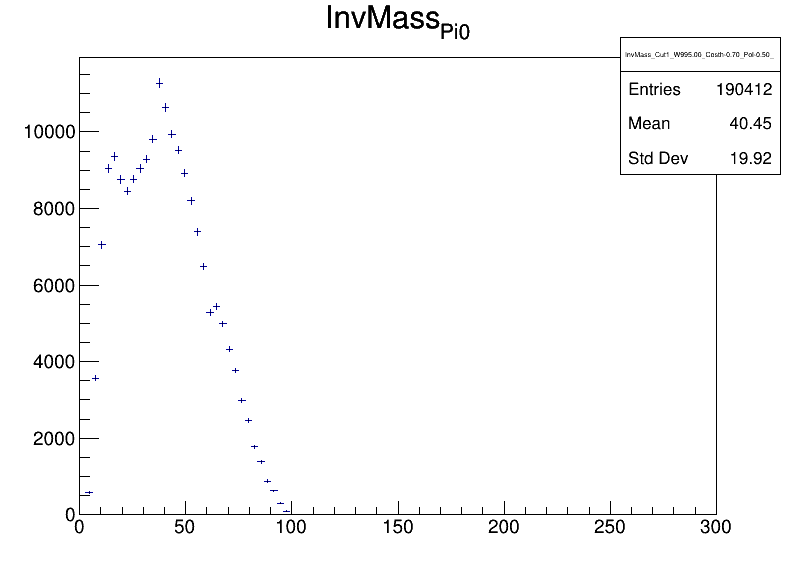 InvMass_Pi0
InvMass_Cut1_W995.00_Costh-0.70_Pol-0.50_
Entries 190412
Mean 40.45
Std Dev 19.92
10000
8000
6000
4000
2000
0
0 50 100 150 200 250 300